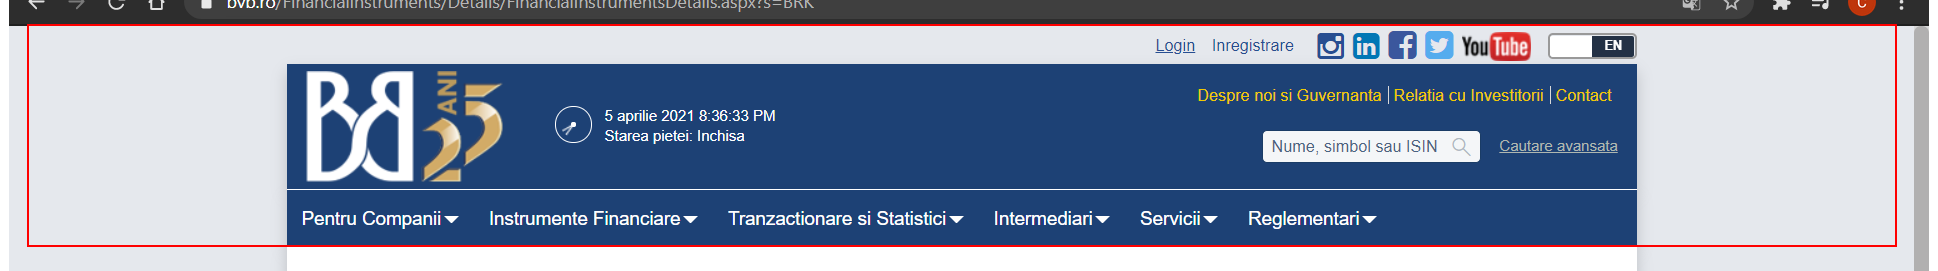 bvb.ro/FinancialInstruments/Details/FinancialInstrumentsDetails.aspx?s=BRK
C
Login Inregistrare You Tube EN
BVB 25 ANI
5 aprilie 2021 8:36:33 PM
Starea pietei: Inchisa
Despre noi si Guvernanta | Relatia cu Investitorii | Contact
Nume, simbol sau ISIN Cautare avansata
Pentru Companii Instrumente Financiare Tranzactionare si Statistici Intermediari Servicii Reglementari